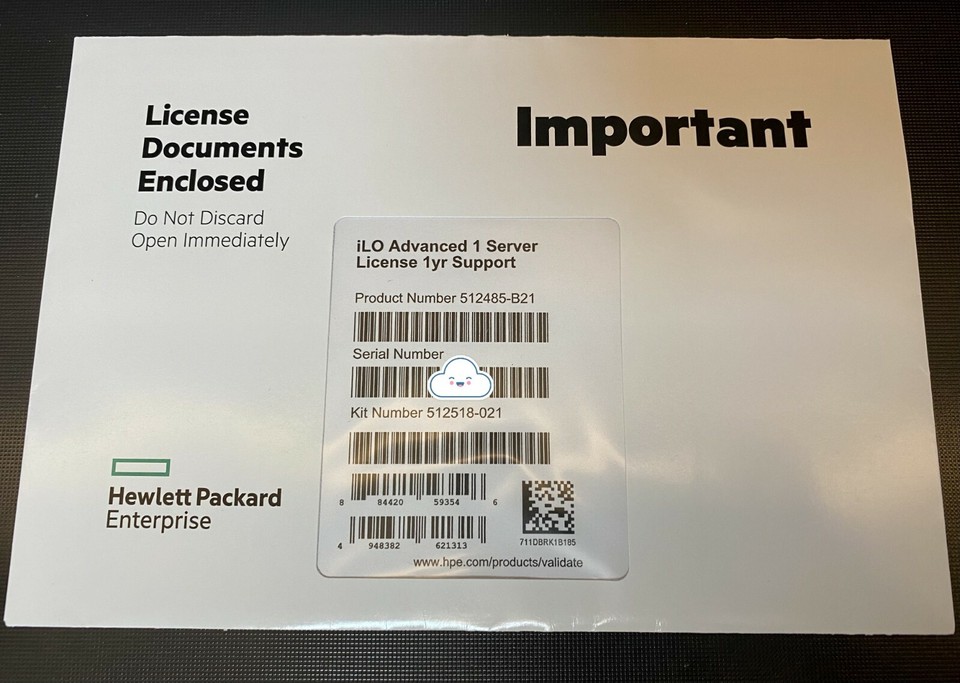 License
Documents
Enclosed
Do Not Discard
Open Immediately
Important
iLO Advanced 1 Server
License 1yr Support
Product Number 512485-B21
Serial Number
Kit Number 512518-021
8 84420 59354 6
4 948382 621313
711DBRK1B185
www.hpe.com/products/validate
Hewlett Packard
Enterprise